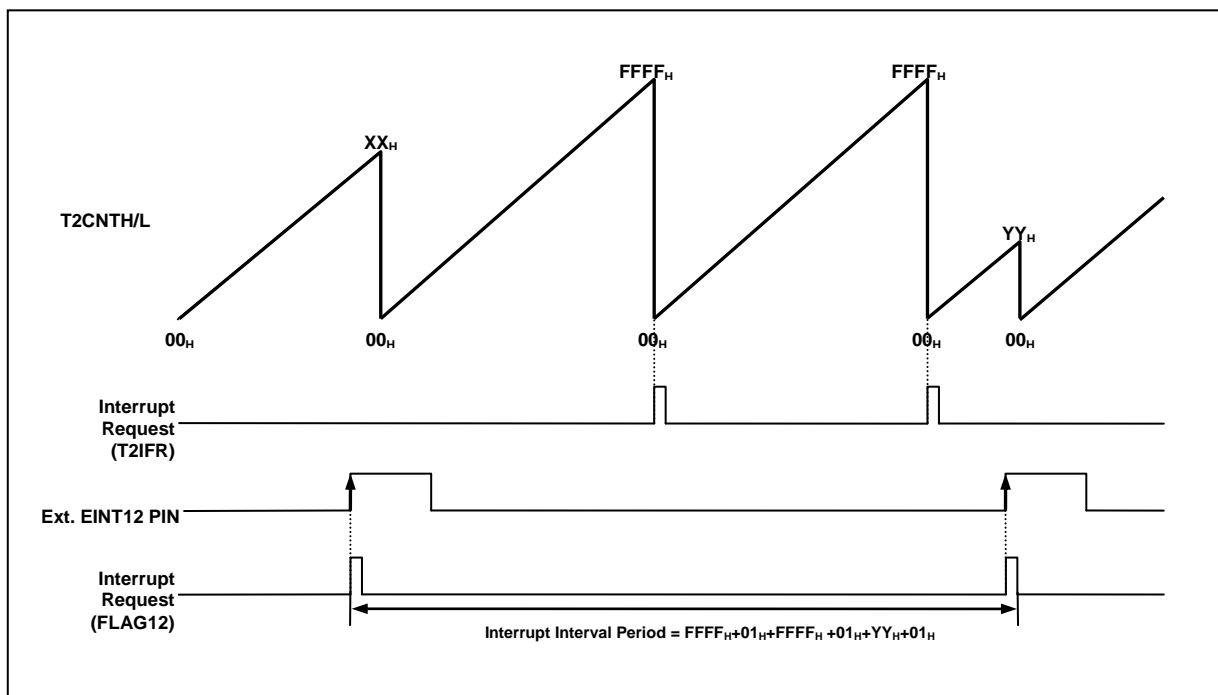 FFFFH FFFFH
XXH
T2CNTH/L
YYH
00H 00H 00H 00H 00H
Interrupt
Request
(T2IFR)
Ext. EINT12 PIN
Interrupt
Request
(FLAG12)
Interrupt Interval Period = FFFFH+01H+FFFFH +01H+YYH+01H